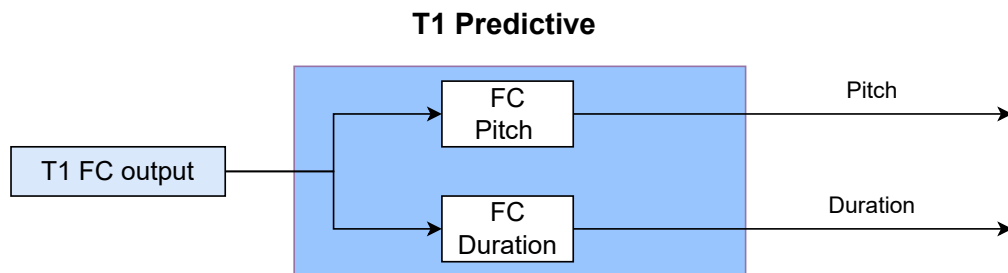 T1 Predictive
FC
Pitch
Pitch
T1 FC output
FC
Duration
Duration